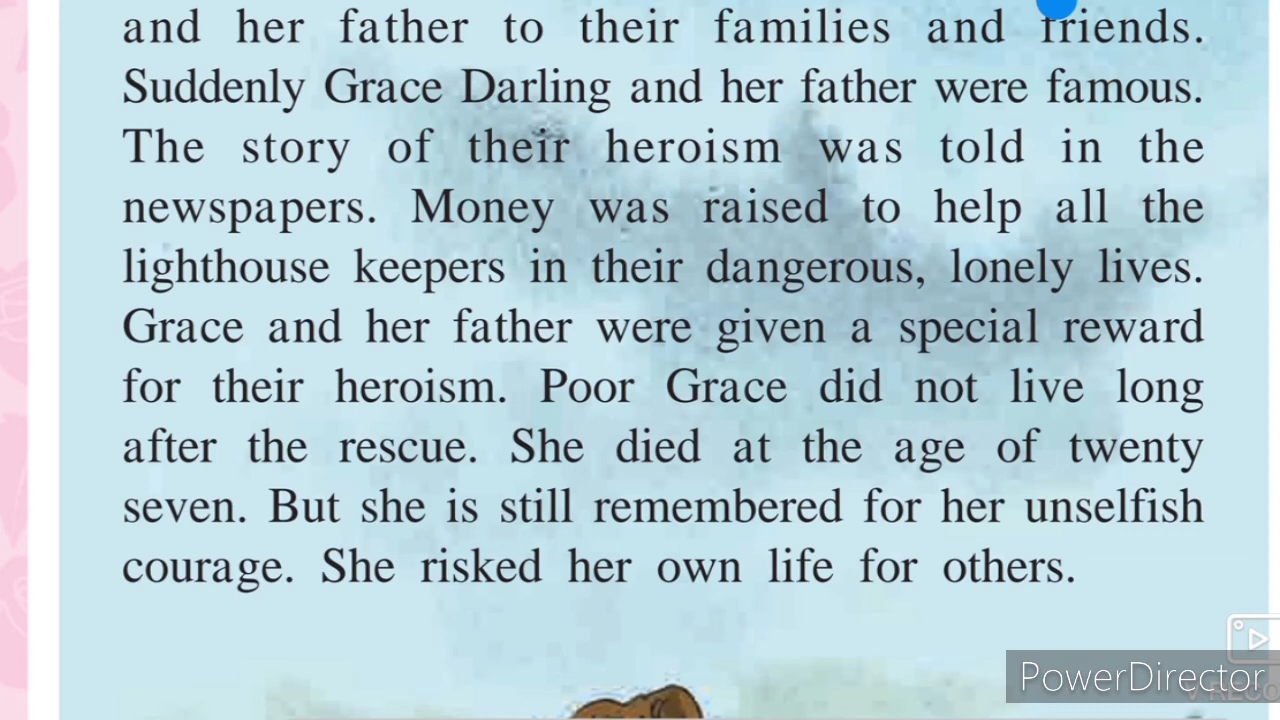 and her father to their families and friends.
Suddenly Grace Darling and her father were famous.
The story of their heroism was told in the
newspapers. Money was raised to help all the
lighthouse keepers in their dangerous, lonely lives.
Grace and her father were given a special reward
for their heroism. Poor Grace did not live long
after the rescue. She died at the age of twenty
seven. But she is still remembered for her unselfish
courage. She risked her own life for others.
PowerDirector